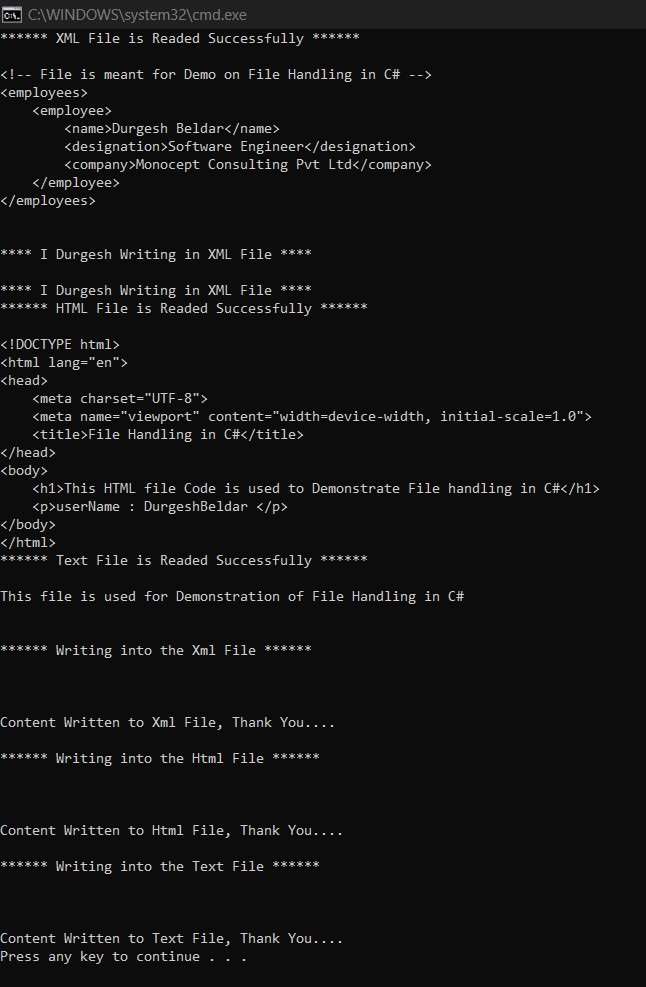 C:\WINDOWS\system32\cmd.exe
****** XML File is Readed Successfully ******
<!-- File is meant for Demo on File Handling in C# -->
<employees>
    <employee>
        <name>Durgesh Beldar</name>
        <designation>Software Engineer</designation>
        <company>Monocept Consulting Pvt Ltd</company>
    </employee>
</employees>
**** I Durgesh Writing in XML File ****
**** I Durgesh Writing in XML File ****
****** HTML File is Readed Successfully ******
<!DOCTYPE html>
<html lang="en">
<head>
    <meta charset="UTF-8">
    <meta name="viewport" content="width=device-width, initial-scale=1.0">
    <title>File Handling in C#</title>
</head>
<body>
    <h1>This HTML file Code is used to Demonstrate File handling in C#</h1>
    <p>userName : DurgeshBeldar </p>
</body>
</html>
****** Text File is Readed Successfully ******
This file is used for Demonstration of File Handling in C#
****** Writing into the Xml File ******
Content Written to Xml File, Thank You....
****** Writing into the Html File ******
Content Written to Html File, Thank You....
****** Writing into the Text File ******
Content Written to Text File, Thank You....
Press any key to continue . . .